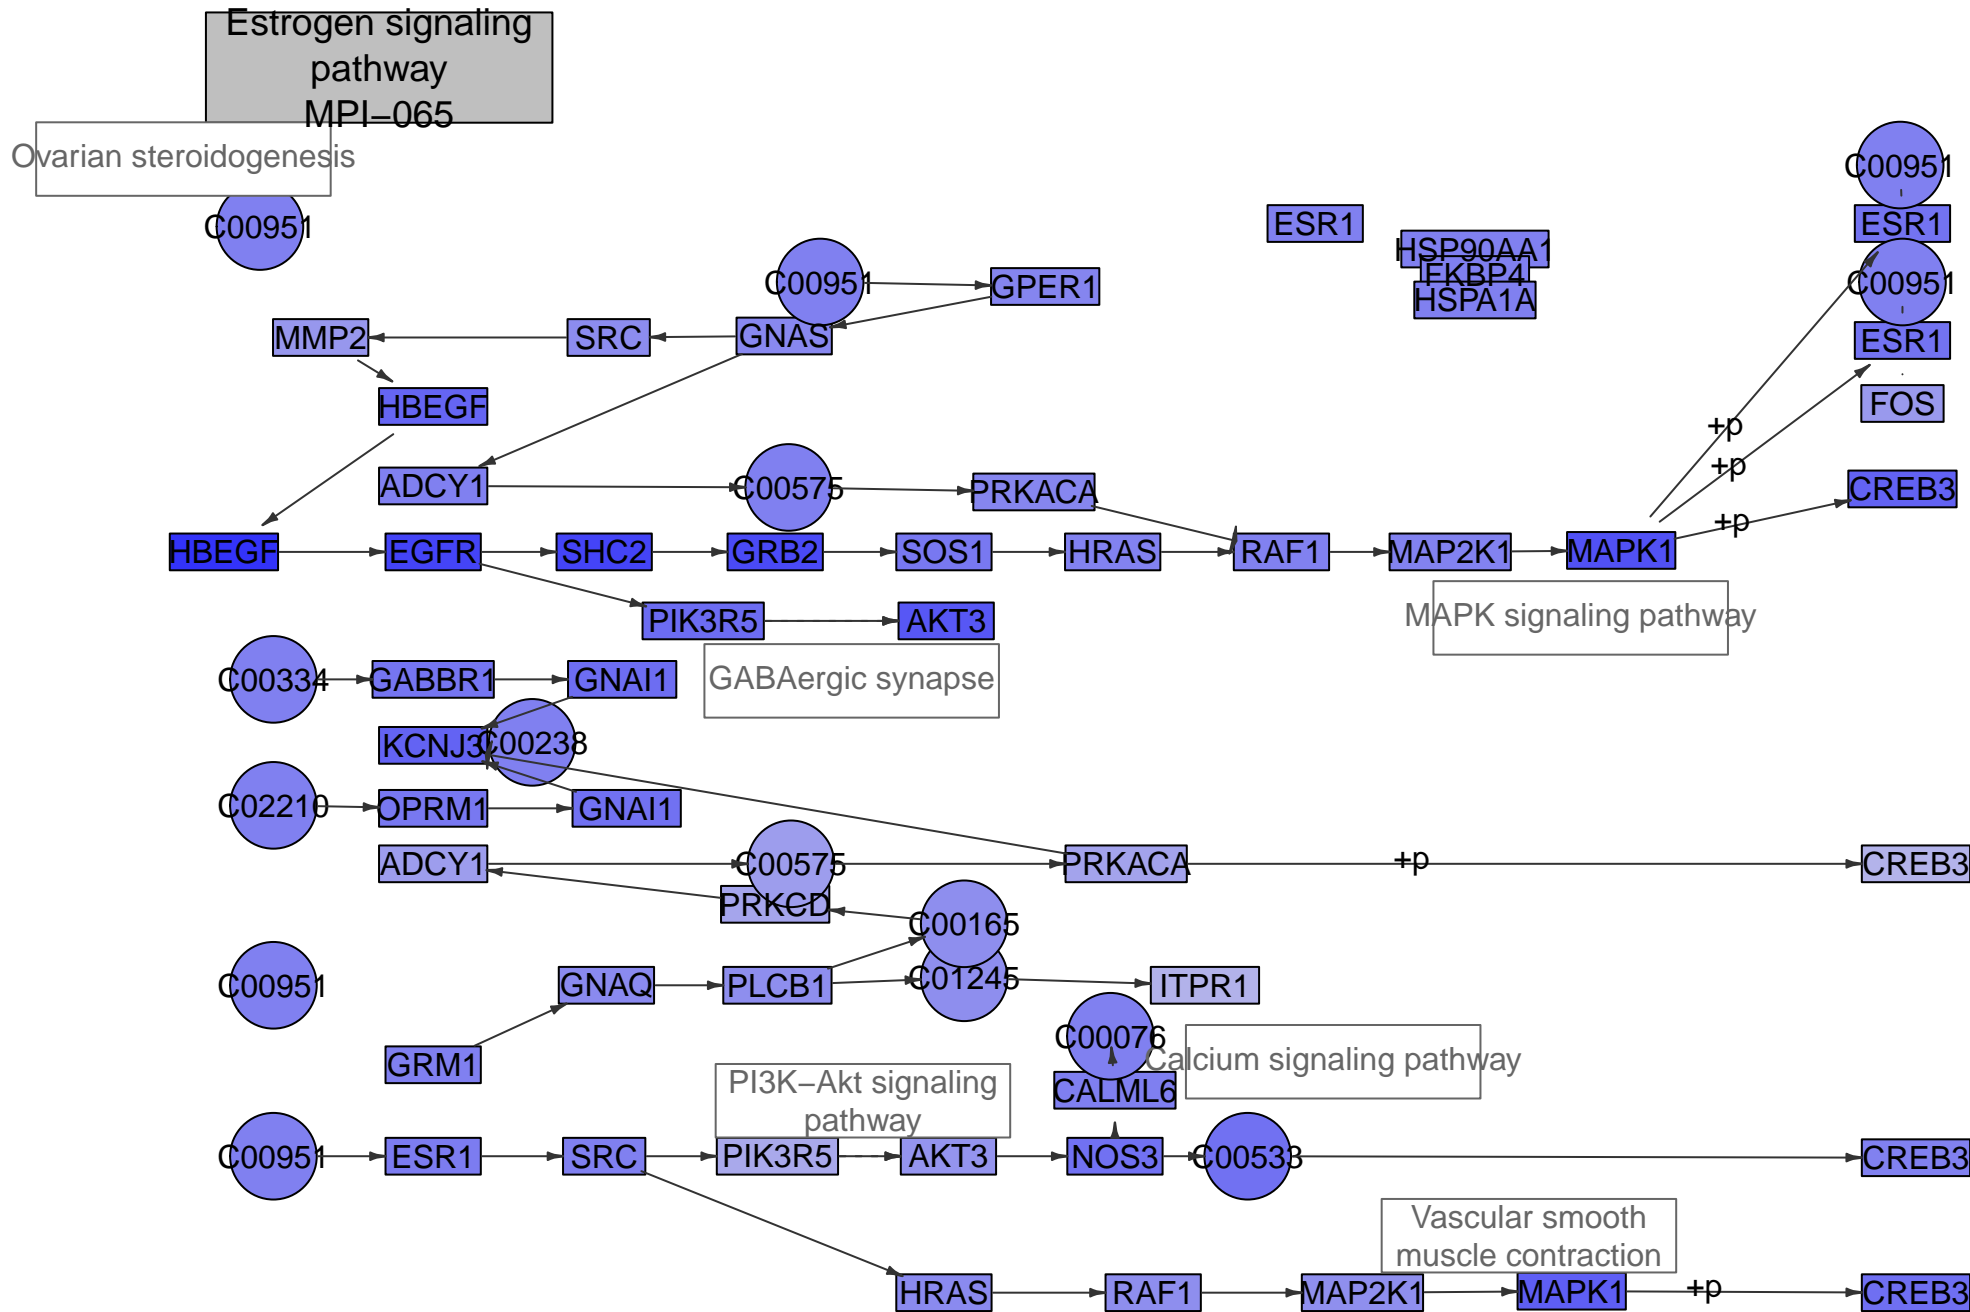 Estrogen signaling
pathway
MPI−065
Ovarian steroidogenesis
C00951
C00951
C00951
ESR1
ESR1
HSP90AA1
FKBP4
HSPA1A
C00951
GPER1
C00951
ESR1
MMP2
SRC
GNAS
HBEGF
FOS
+p
+p
+p
ADCY1
C00575
PRKACA
CREB3
HBEGF
EGFR
SHC2
GRB2
SOS1
HRAS
RAF1
MAP2K1
MAPK1
PIK3R5
AKT3
MAPK signaling pathway
C00334
GABBR1
GNAI1
GABAergic synapse
KCNJ3
C00238
C02210
OPRM1
GNAI1
ADCY1
C00575
PRKACA
+p
CREB3
PRKCD
C00165
C00951
GNAQ
PLCB1
C01245
ITPR1
C00076
Calcium signaling pathway
GRM1
CALML6
PI3K−Akt signaling
pathway
C00951
ESR1
SRC
PIK3R5
AKT3
NOS3
C00533
CREB3
Vascular smooth
muscle contraction
HRAS
RAF1
MAP2K1
MAPK1
+p
CREB3